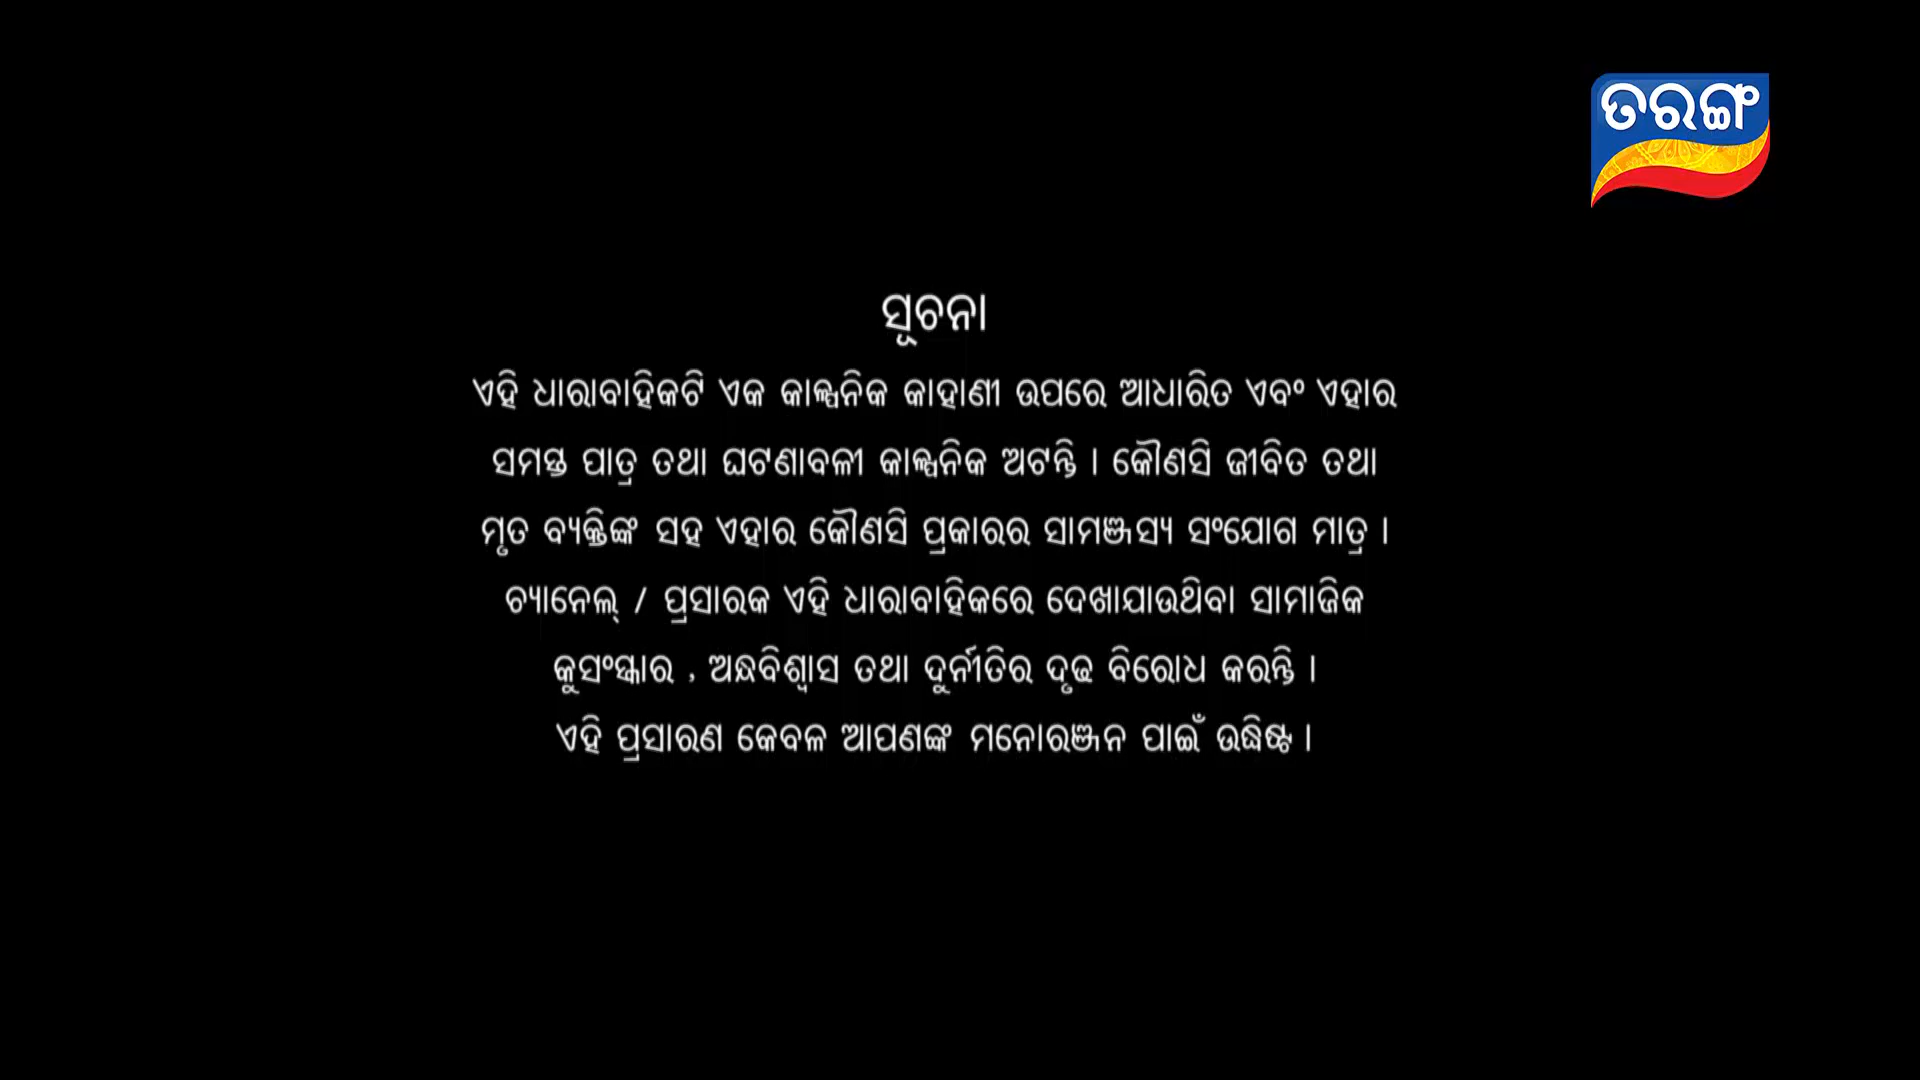 ତରଙ୍ଗ
ସୂଚନା
ଏହି ଧାରାବାହିକଟି ଏକ କାଳ୍ପନିକ କାହାଣୀ ଉପରେ ଆଧାରିତ ଏବଂ ଏହାର
ସମସ୍ତ ପାତ୍ର ତଥା ଘଟଣାବଳୀ କାଳ୍ପନିକ ଅଟନ୍ତି । କୌଣସି ଜୀବିତ ତଥା
ମୃତ ବ୍ୟକ୍ତିଙ୍କ ସହ ଏହାର କୌଣସି ପ୍ରକାରର ସାମଞ୍ଜସ୍ୟ ସଂଯୋଗ ମାତ୍ର ।
ଚ୍ୟାନେଲ୍ / ପ୍ରସାରକ ଏହି ଧାରାବାହିକରେ ଦେଖାଯାଉଥିବା ସାମାଜିକ
କୁସଂସ୍କାର , ଅନ୍ଧବିଶ୍ୱାସ ତଥା ଦୁର୍ନୀତିର ଦୃଢ ବିରୋଧ କରନ୍ତି ।
ଏହି ପ୍ରସାରଣ କେବଳ ଆପଣଙ୍କ ମନୋରଞ୍ଜନ ପାଇଁ ଉଦ୍ଧିଷ୍ଟ ।